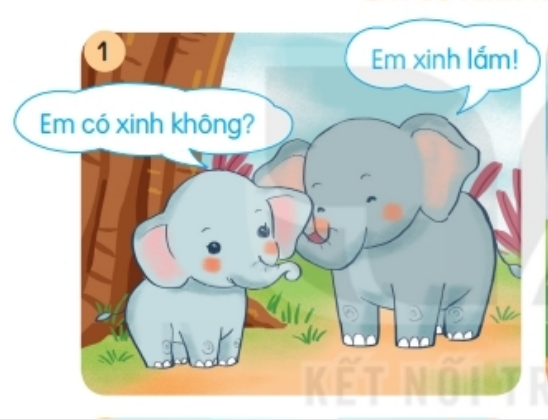 1
Em xinh lắm!
Em có xinh không?
KẾT NỐI TR